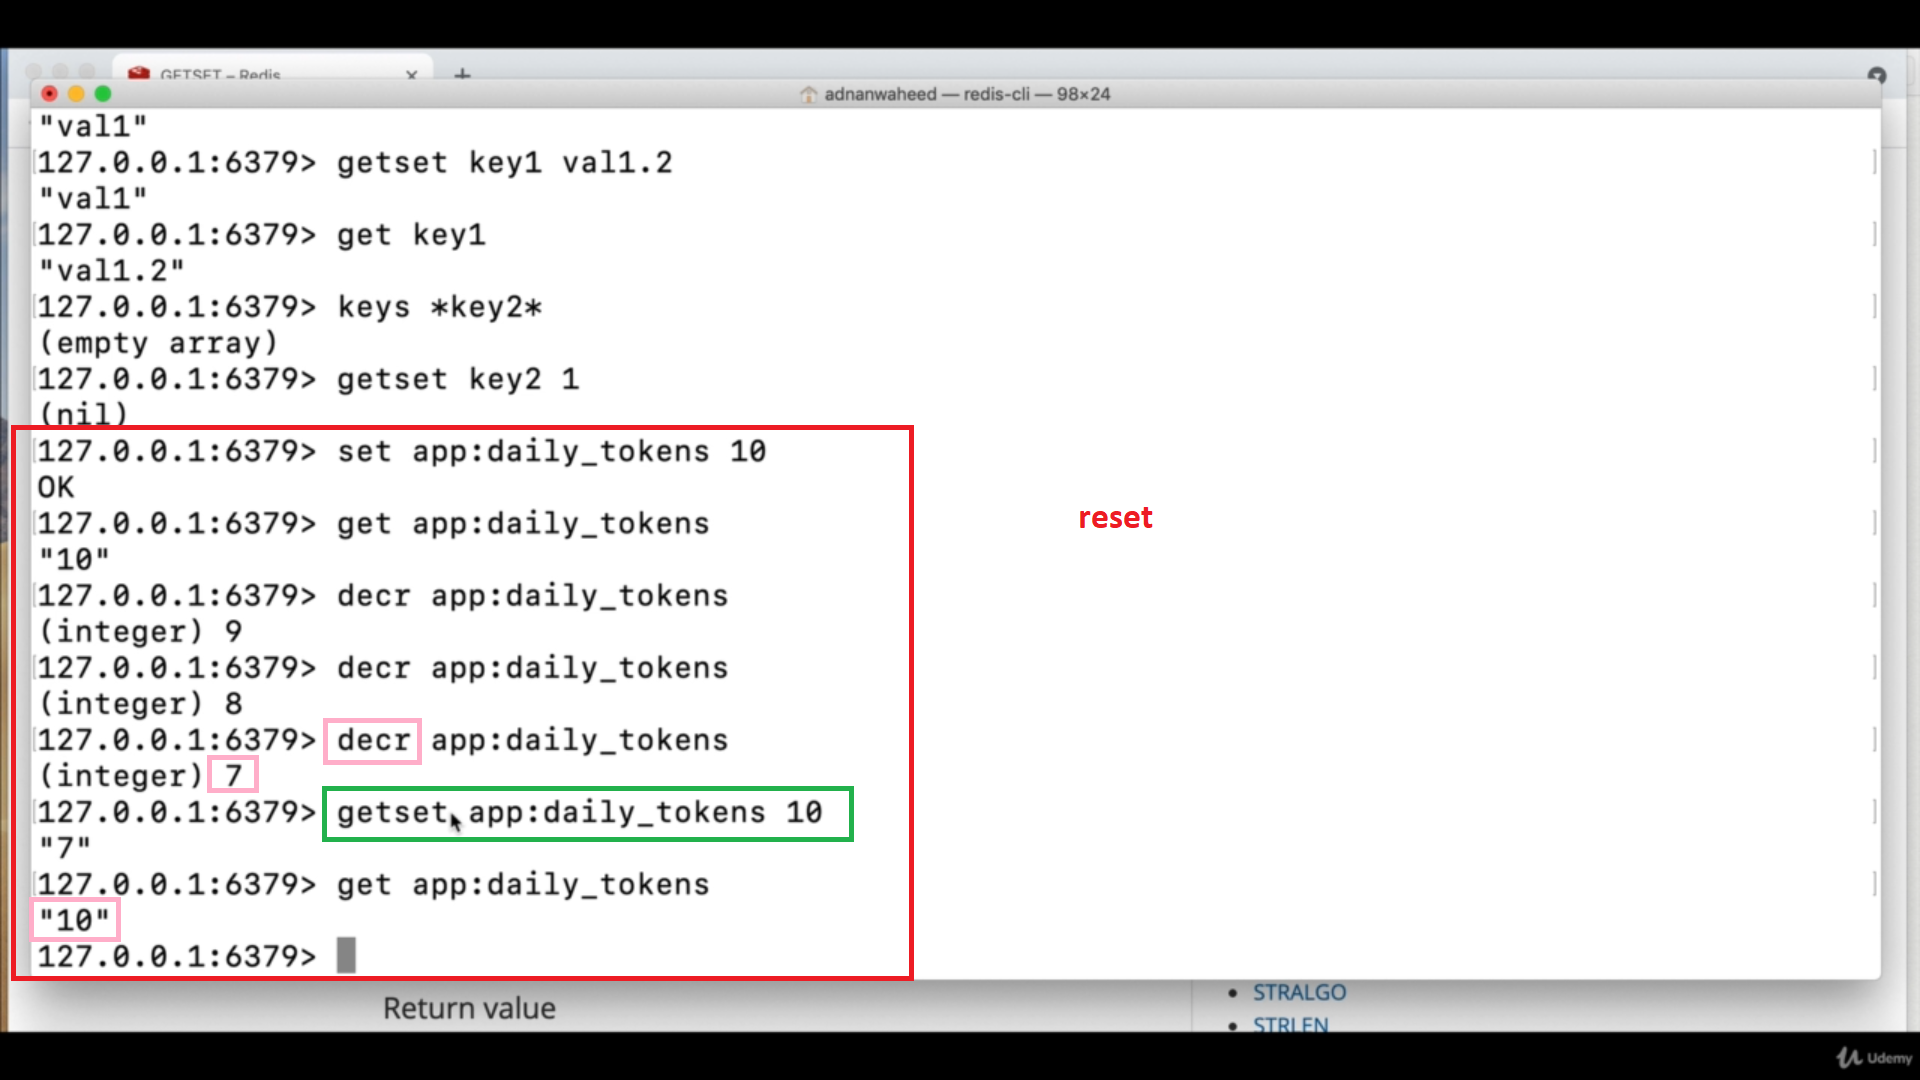 GETSET – Redis
adnanwaheed — redis-cli — 98×24
"val1"
127.0.0.1:6379> getset key1 val1.2
"val1"
127.0.0.1:6379> get key1
"val1.2"
127.0.0.1:6379> keys *key2*
(empty array)
127.0.0.1:6379> getset key2 1
(nil)
127.0.0.1:6379> set app:daily_tokens 10
OK
127.0.0.1:6379> get app:daily_tokens
reset
"10"
127.0.0.1:6379> decr app:daily_tokens
(integer) 9
127.0.0.1:6379> decr app:daily_tokens
(integer) 8
127.0.0.1:6379> decr app:daily_tokens
(integer) 7
127.0.0.1:6379> getset app:daily_tokens 10
"7"
127.0.0.1:6379> get app:daily_tokens
"10"
127.0.0.1:6379>
Return value
STRALGO
STRLEN
Udemy